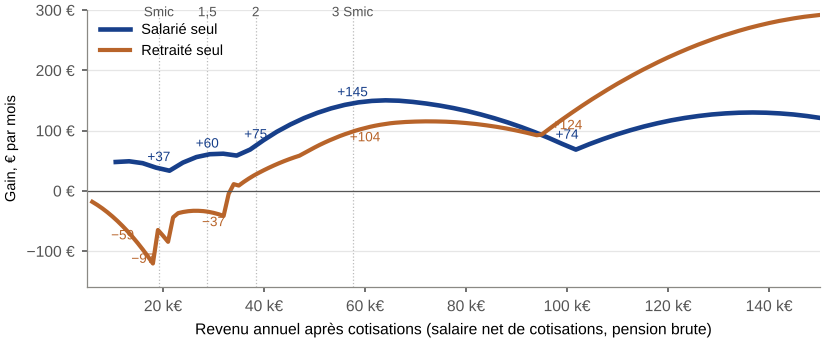 300 €
200 €
100 €
0 €
−100 €
Gain, € par mois
Smic 1,5 2 3 Smic
Salarié seul
Retraité seul
+37
+60
+75
+145
+74
124
+104
−59
−37
20 k€ 40 k€ 60 k€ 80 k€ 100 k€ 120 k€ 140 k€
Revenu annuel après cotisations (salaire net de cotisations, pension brute)